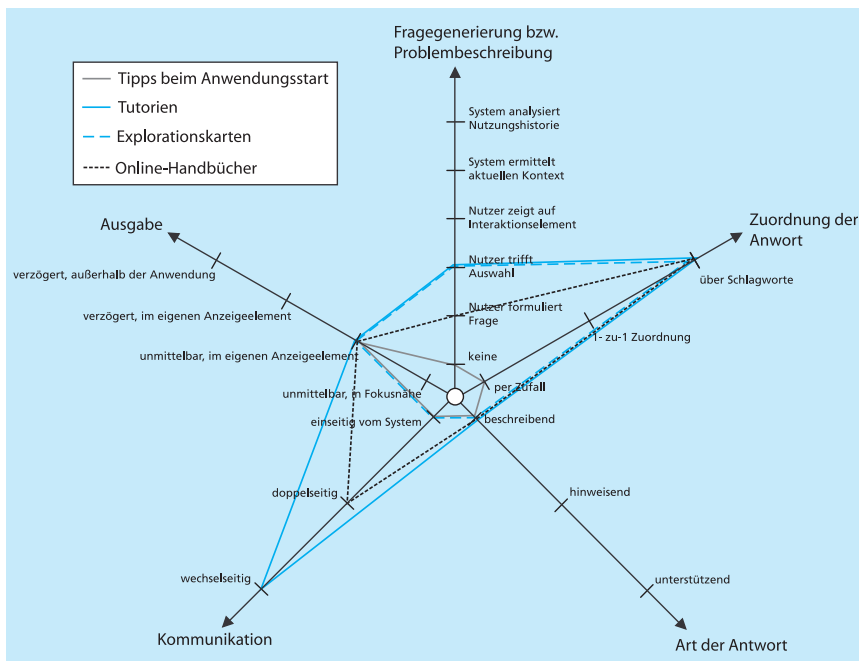 Fragegenerierung bzw.
Problembeschreibung
Tipps beim Anwendungsstart
Tutorien
Explorationskarten
Online-Handbücher
System analysiert
Nutzungshistorie
System ermittelt
aktuellen Kontext
Nutzer zeigt auf
Interaktionselement
Ausgabe
Zuordnung der
Anwort
verzögert, außerhalb der Anwendung
Nutzer trifft
Auswahl
über Schlagworte
verzögert, im eigenen Anzeigeelement
Nutzer formuliert
Frage
1- zu-1 Zuordnung
unmittelbar, im eigenen Anzeigeelement
keine
per Zufall
unmittelbar, in Fokusnähe
einseitig vom System
beschreibend
doppelseitig
hinweisend
wechselseitig
unterstützend
Kommunikation
Art der Antwort